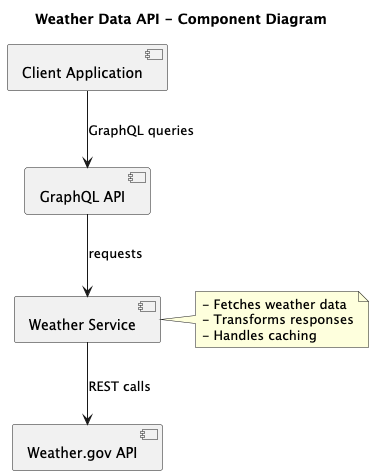 Weather Data API - Component Diagram
Client Application
GraphQL queries
GraphQL API
requests
Weather Service
- Fetches weather data
- Transforms responses
- Handles caching
REST calls
Weather.gov API